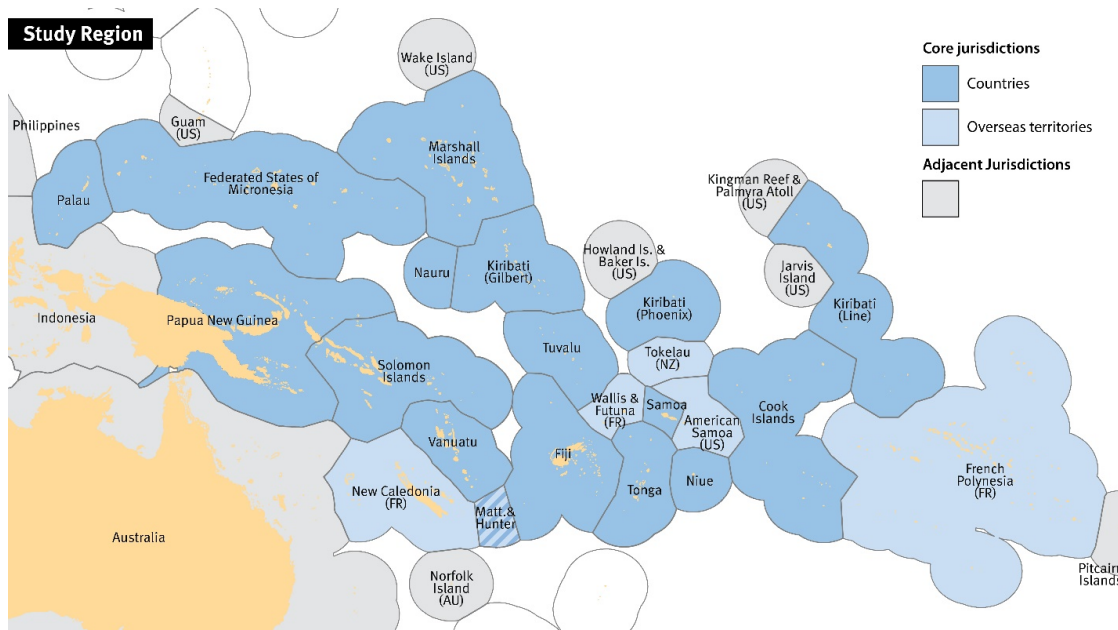 Study Region
Wake Island
(US)
Core jurisdictions
Countries
Overseas territories
Adjacent Jurisdictions
Philippines
Guam
(US)
Marshall
Islands
Federated States of
Micronesia
Palau
Kingman Reef &
Palmyra Atoll
(US)
Howland Is. &
Baker Is.
(US)
Nauru
Kiribati
(Gilbert)
Jarvis
Island
(US)
Kiribati
(Phoenix)
Kiribati
(Line)
Indonesia
Papua New Guinea
Tuvalu
Tokelau
(NZ)
Solomon
Islands
Wallis &
Futuna
(FR)
Samoa
American
Samoa
(US)
Cook
Islands
Vanuatu
Fiji
French
Polynesia
(FR)
New Caledonia
(FR)
Tonga
Niue
Matt.&
Hunter
Australia
Norfolk
Island
(AU)
Pitcairn
Islands